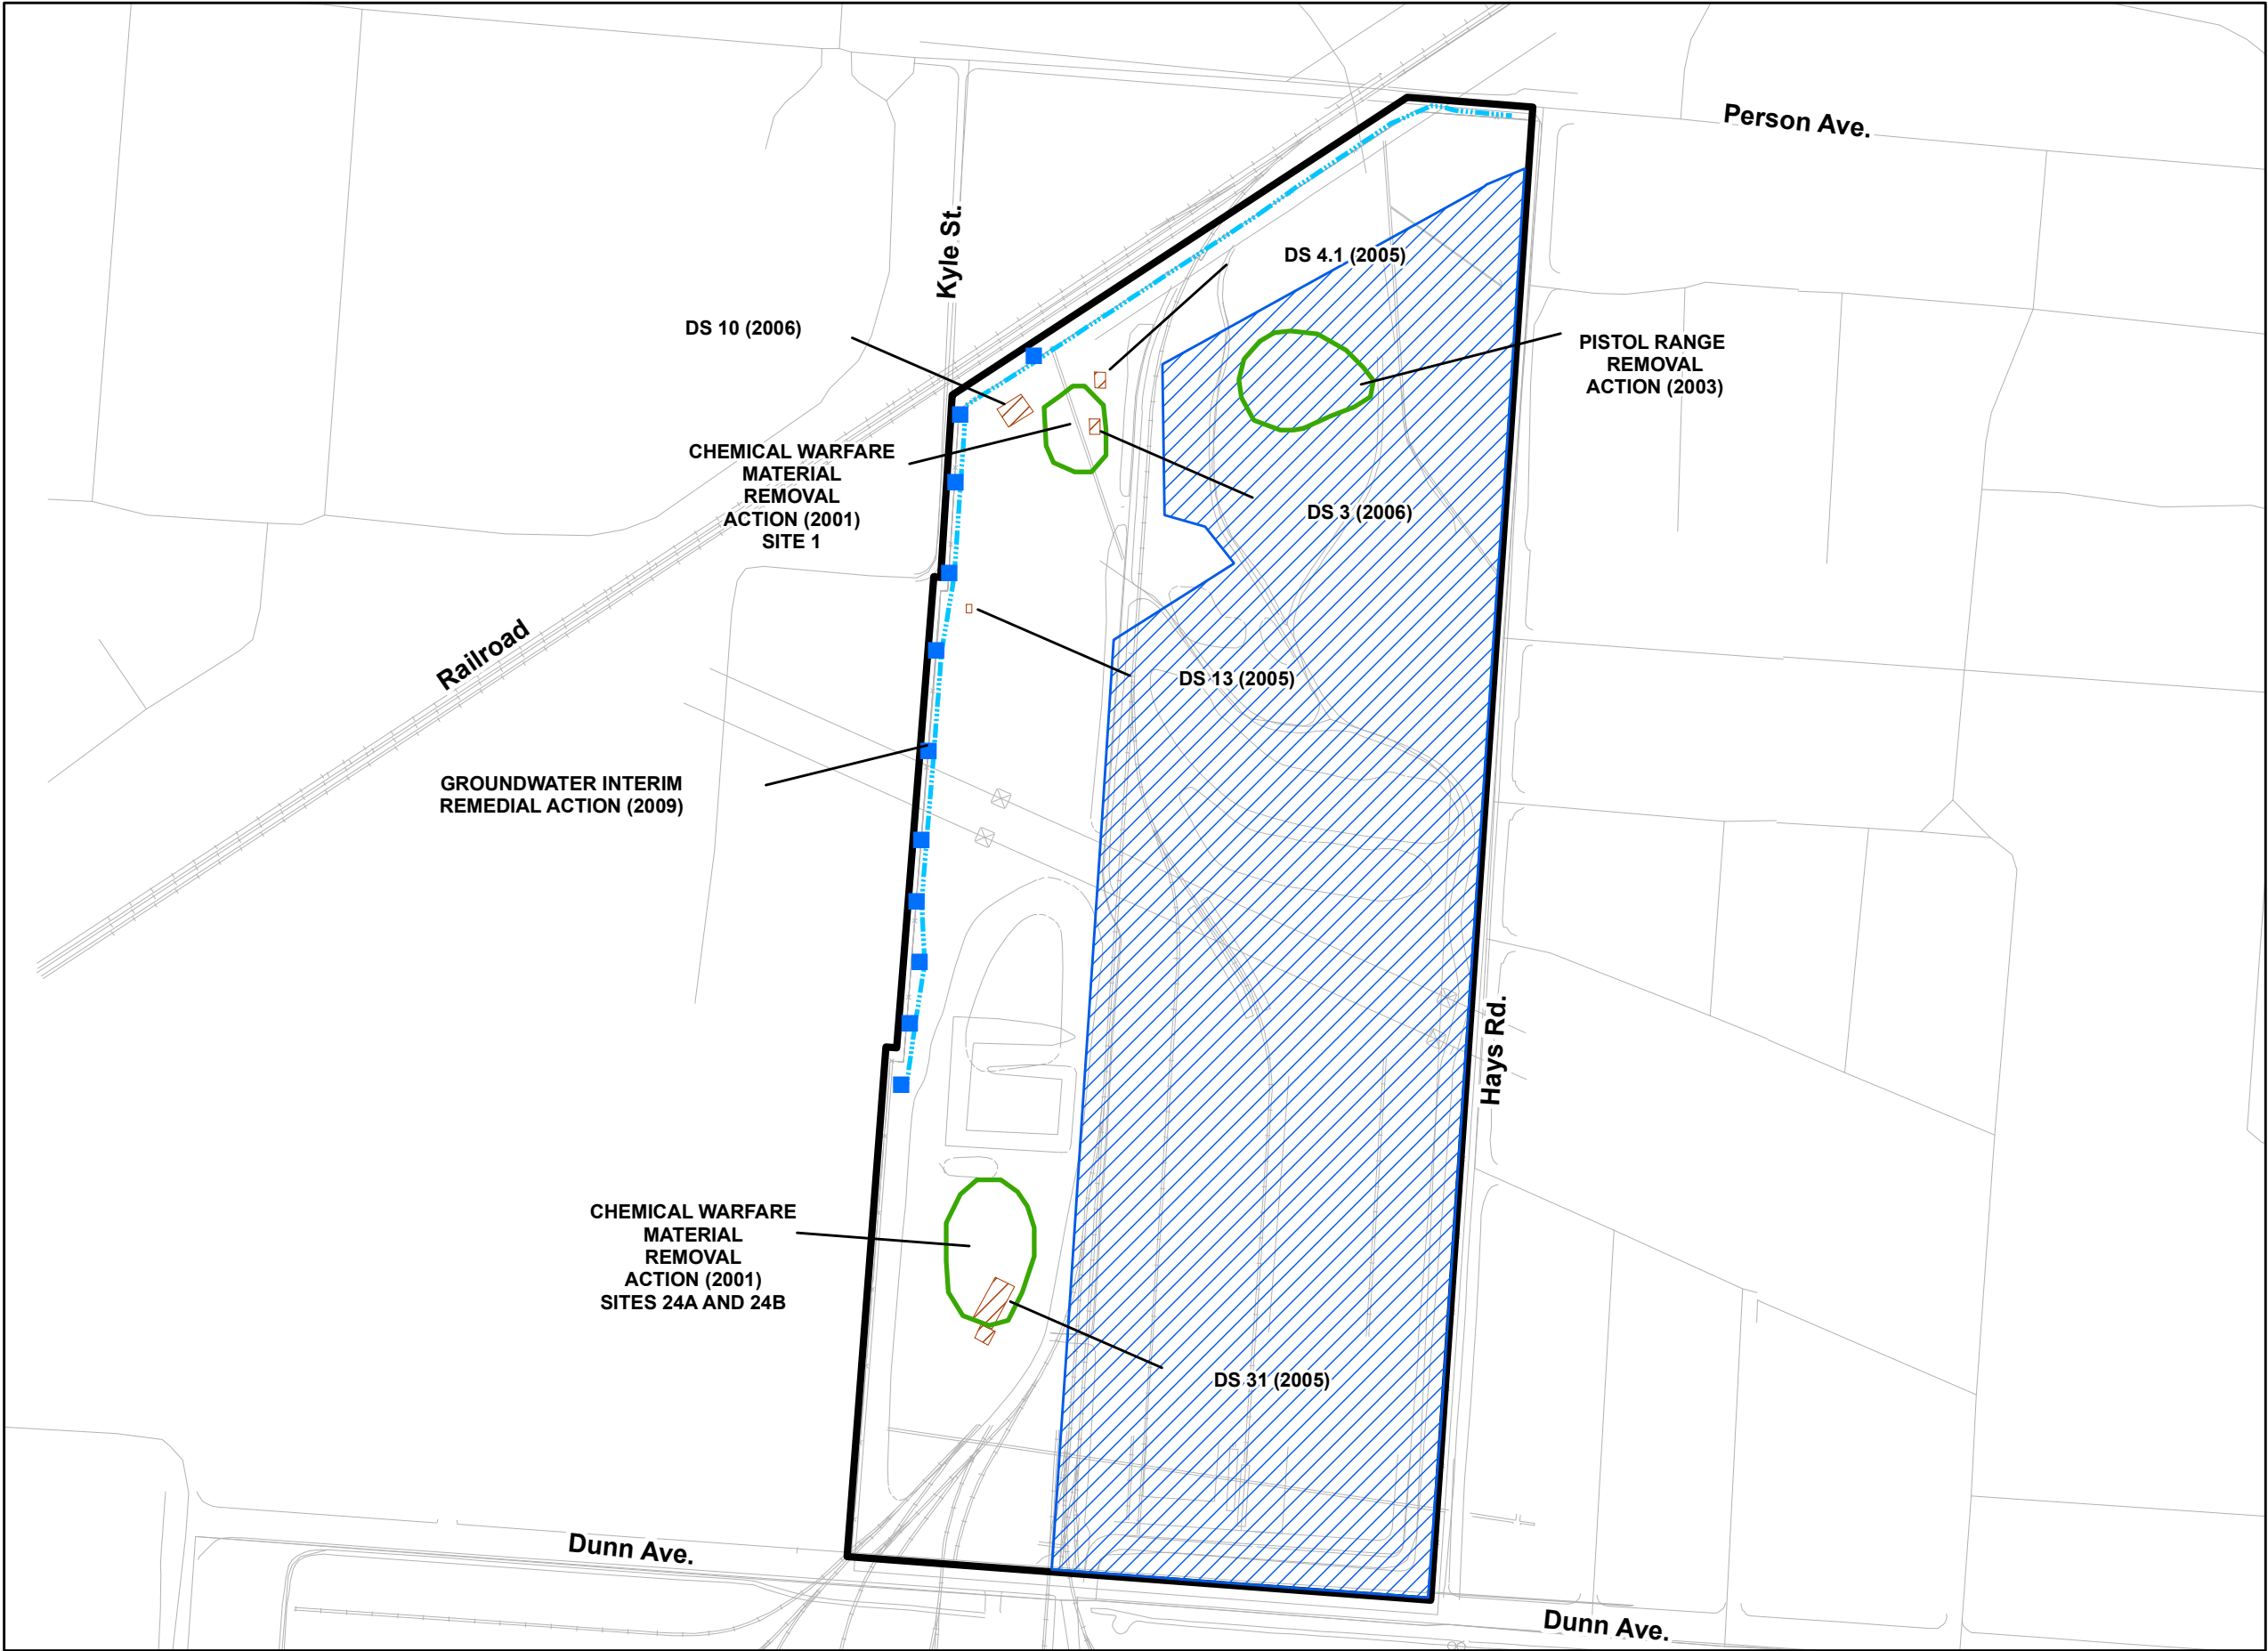 Person Ave.
Kyle St.
DS 4.1 (2005)
DS 10 (2006)
PISTOL RANGE
REMOVAL
ACTION (2003)
CHEMICAL WARFARE
MATERIAL
REMOVAL
ACTION (2001)
SITE 1
DS 3 (2006)
Railroad
DS 13 (2005)
GROUNDWATER INTERIM
REMEDIAL ACTION (2009)
Hays Rd.
CHEMICAL WARFARE
MATERIAL
REMOVAL
ACTION (2001)
SITES 24A AND 24B
DS 31 (2005)
Dunn Ave.
Dunn Ave.